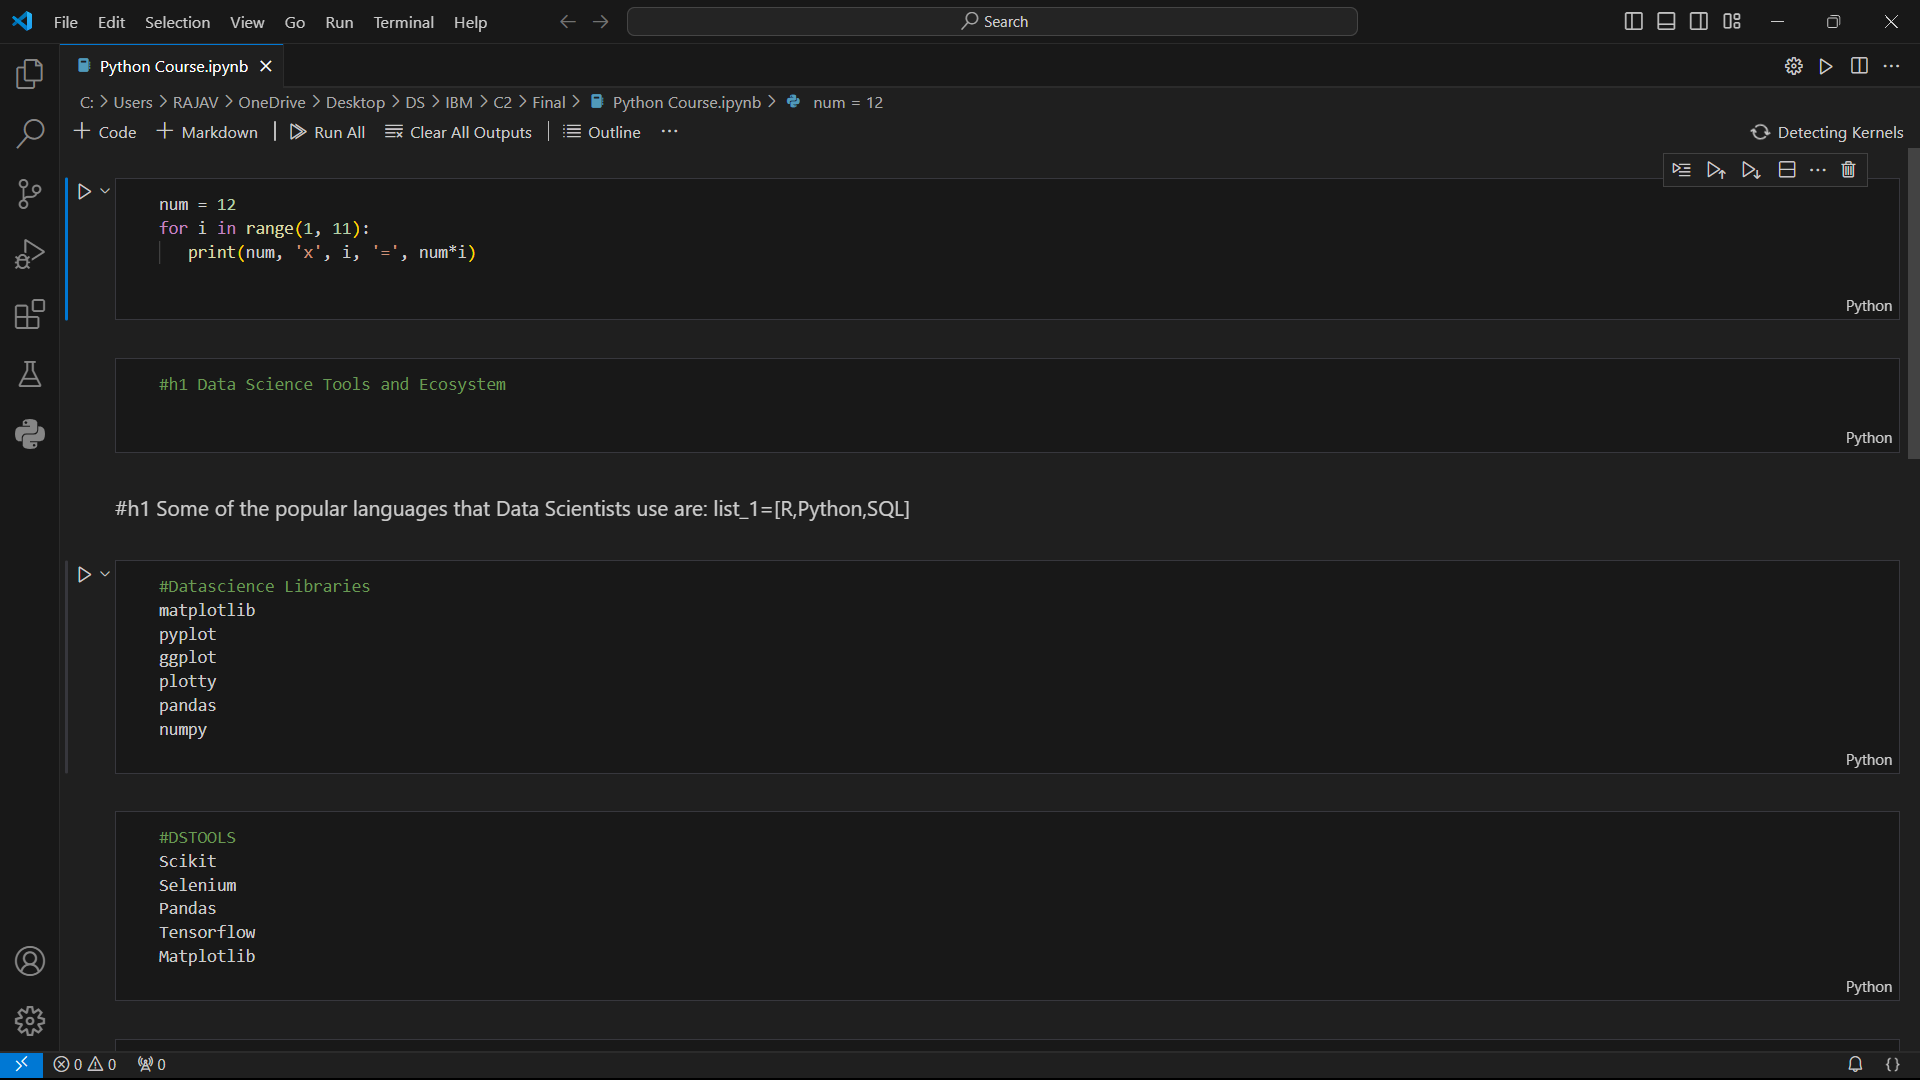 File Edit Selection View Go Run Terminal Help Search
Python Course.ipynb
C: > Users > RAJAV > OneDrive > Desktop > DS > IBM > C2 > Final > Python Course.ipynb > num = 12
+ Code + Markdown | Run All Clear All Outputs | Outline ... Detecting Kernels
num = 12
for i in range(1, 11):
print(num, 'x', i, '=', num*i)
Python
#h1 Data Science Tools and Ecosystem
Python
#h1 Some of the popular languages that Data Scientists use are: list_1=[R,Python,SQL]
#Datascience Libraries
matplotlib
pyplot
ggplot
plotty
pandas
numpy
Python
#DSTOOLS
Scikit
Selenium
Pandas
Tensorflow
Matplotlib
Python
0 0 0 {}